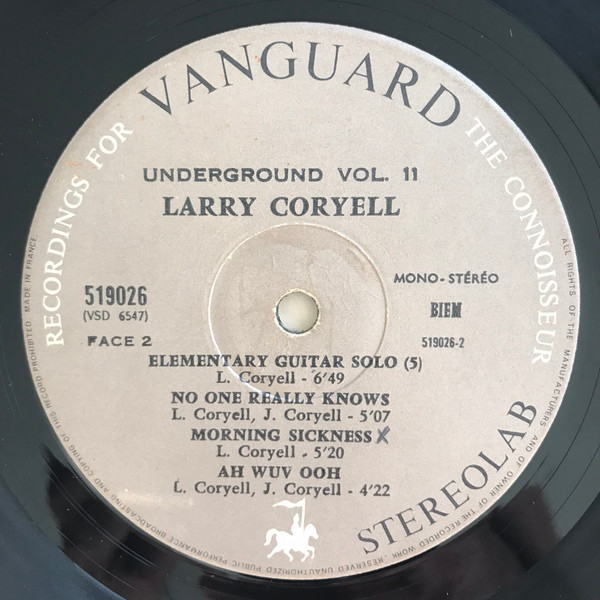 RECORDINGS FOR VANGUARD THE CONNOISSEUR
UNDERGROUND VOL. 11
LARRY CORYELL
519026
(VSD 6547)
FACE 2
MONO-STÉRÉO
BIEM
519026-2
ELEMENTARY GUITAR SOLO (5)
L. Coryell - 6'49
NO ONE REALLY KNOWS
L. Coryell, J. Coryell - 5'07
MORNING SICKNESS X
L. Coryell - 5'20
AH WUV OOH
L. Coryell, J. Coryell - 4'22
STEREOLAB
ALL RIGHTS OF THE MANUFACTURERS AND OF OWNER OF THE RECORDED WORK RESERVED UNAUTHORIZED PUBLIC PERFORMANCE BROADCASTING AND COPYING OF THIS RECORD PROHIBITED. MADE IN FRANCE.